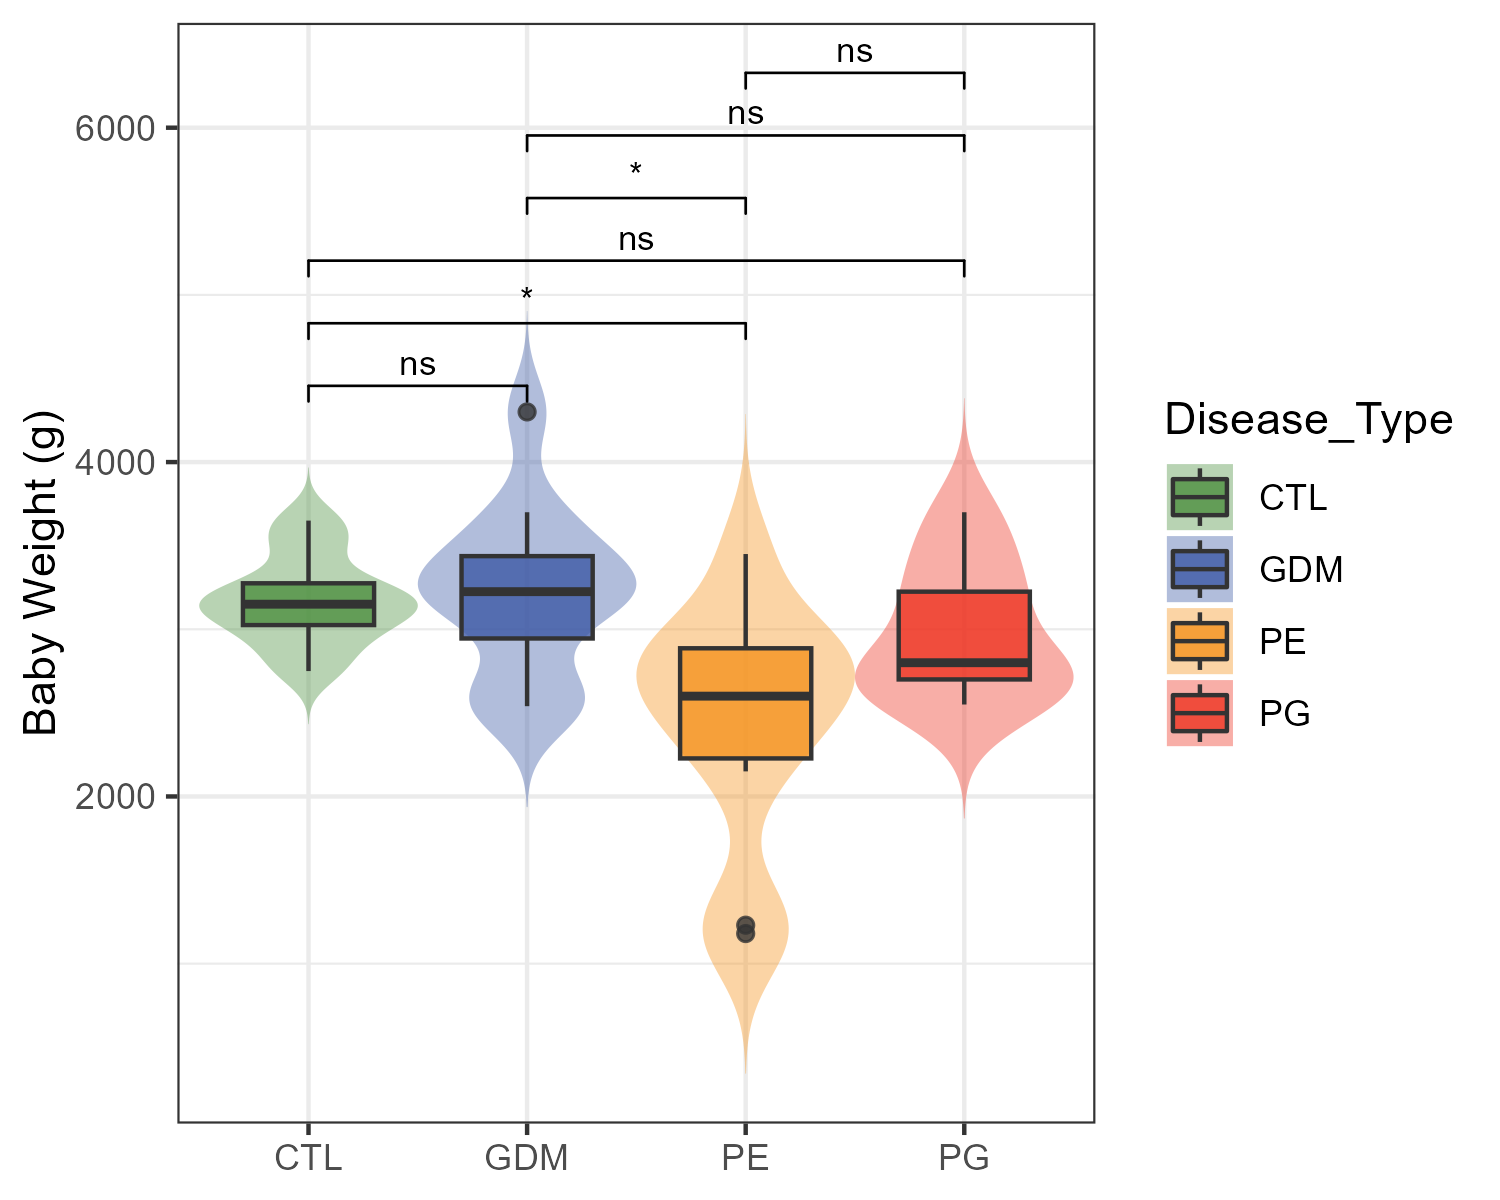 ns
ns
6000
*
ns
*
ns
4000
2000
Baby Weight (g)
CTL
GDM
PE
PG
Disease_Type
CTL
GDM
PE
PG